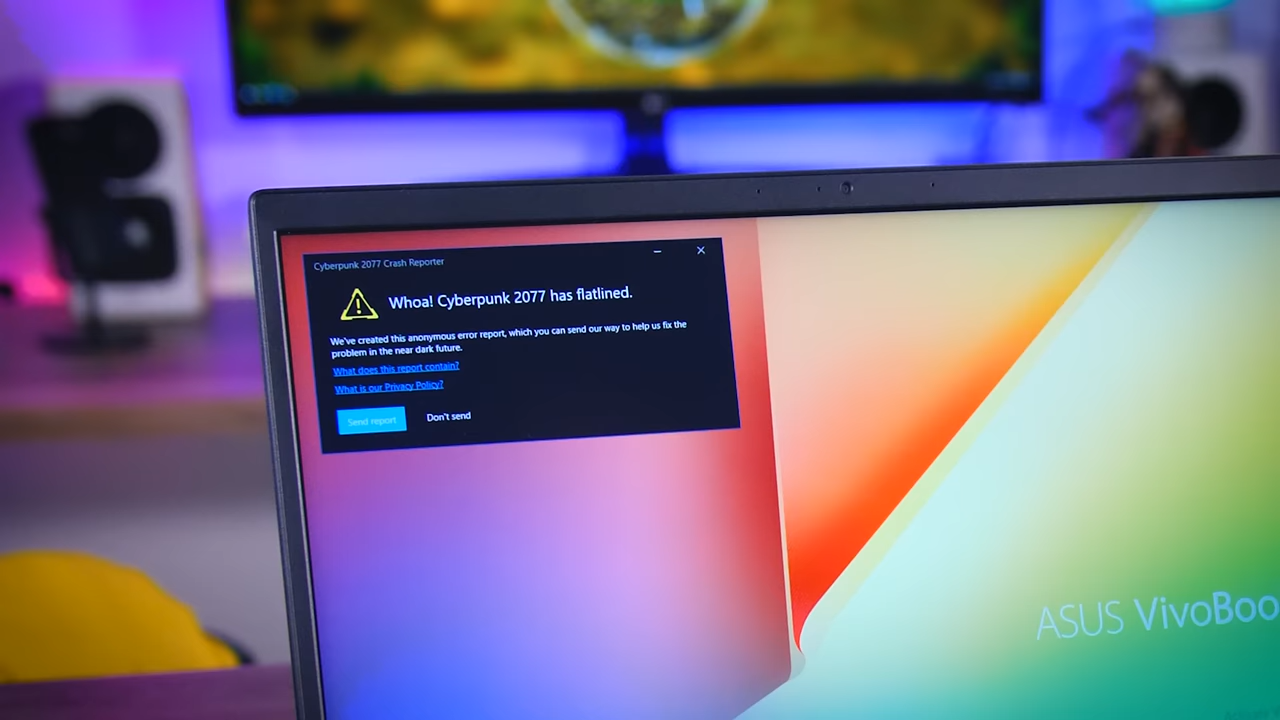 Cyberpunk 2077 Crash Reporter
Whoa! Cyberpunk 2077 has flatlined.
We've created this anonymous error report, which you can send our way to help us fix the
problem in the near dark future.
What does this report contain?
What is our Privacy Policy?
Send report
Don't send
ASUS VivoBoo